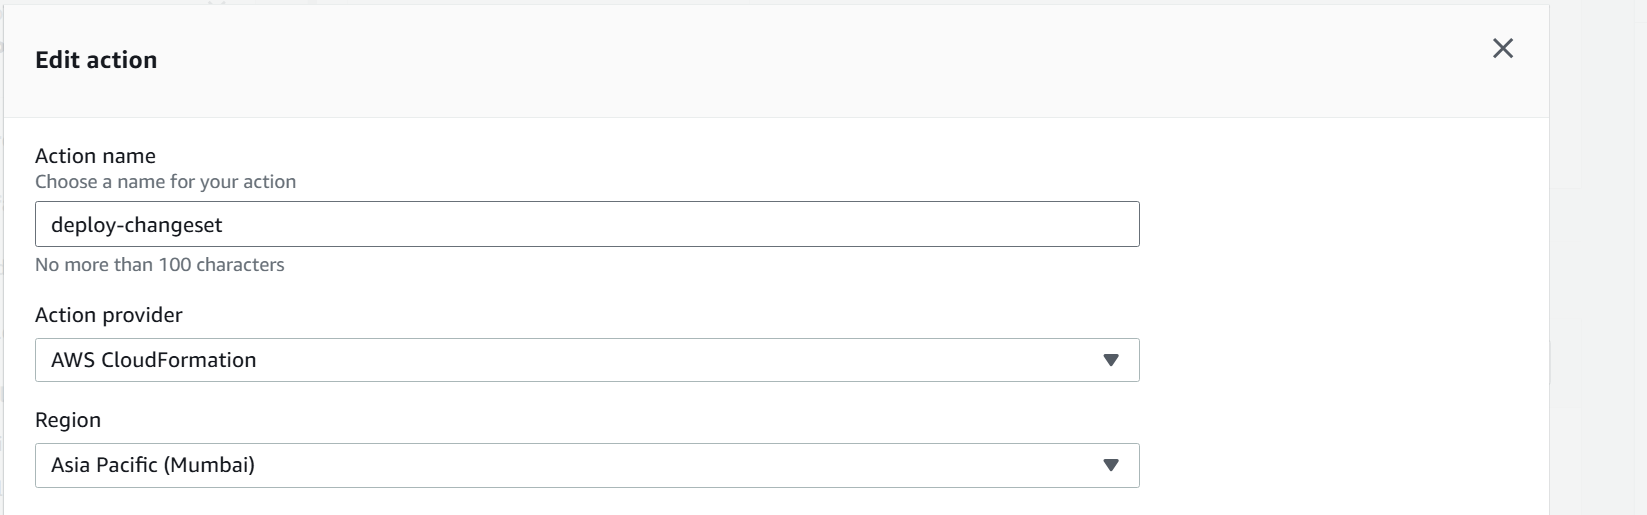 Edit action
Action name
Choose a name for your action
deploy-changeset
No more than 100 characters
Action provider
AWS CloudFormation
Region
Asia Pacific (Mumbai)